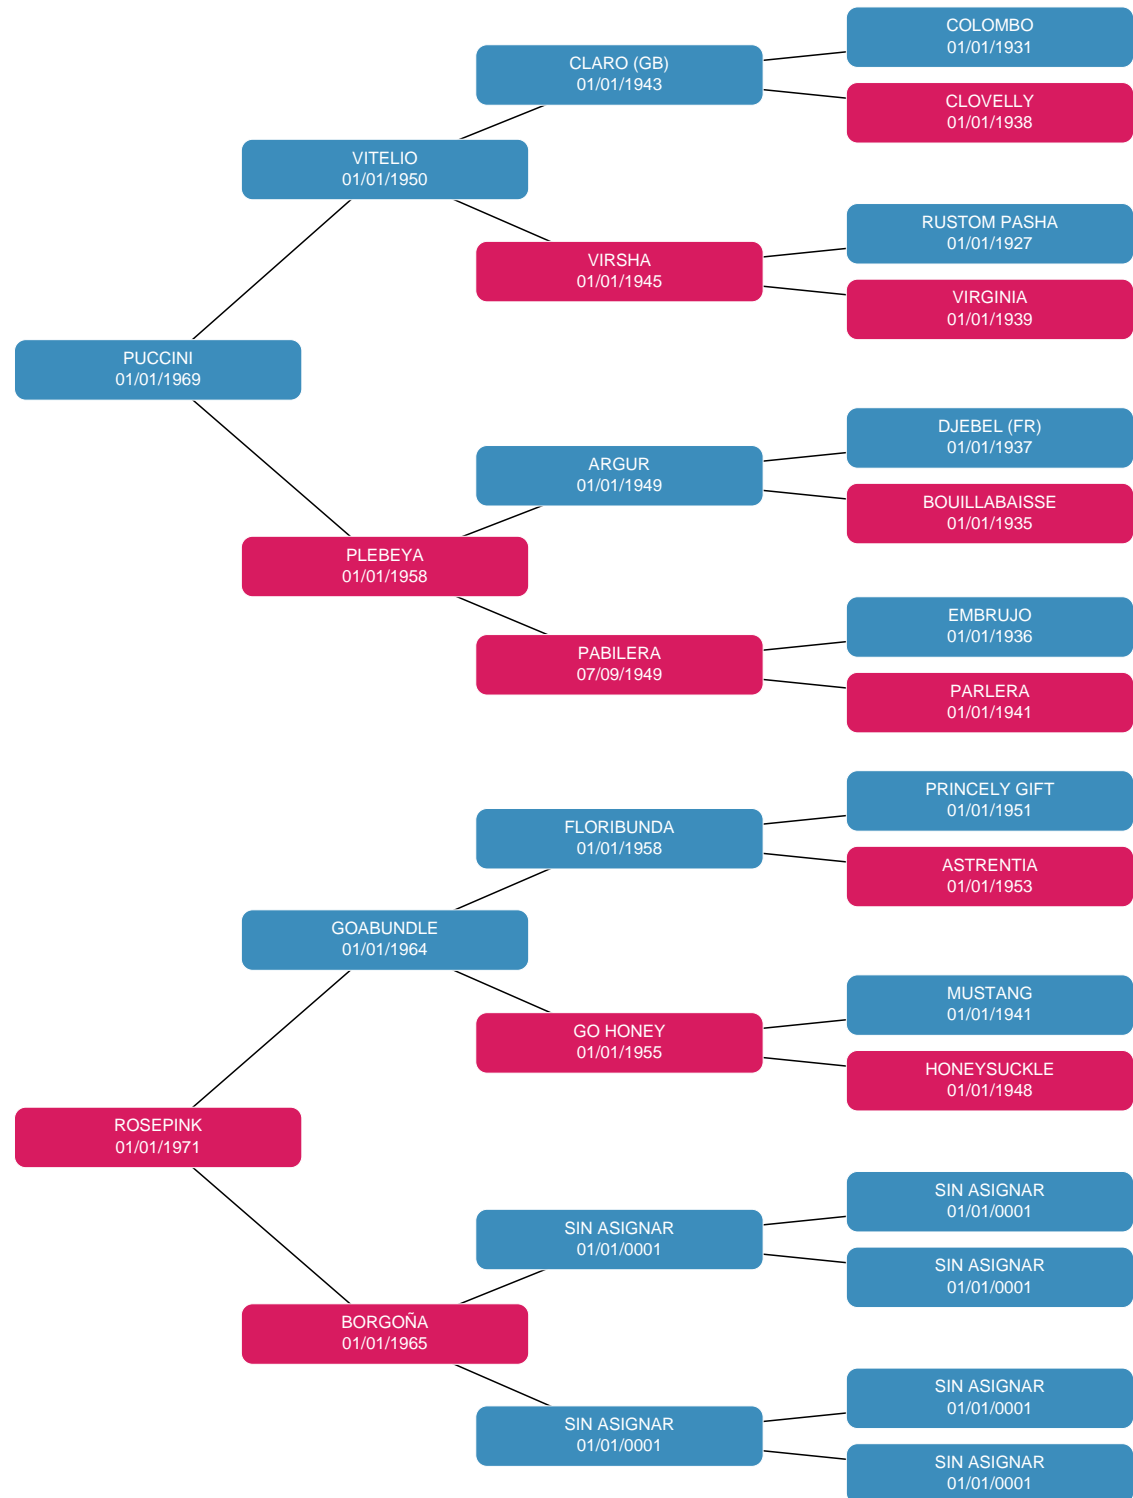 COLOMBO
01/01/1931
CLARO (GB)
01/01/1943
CLOVELLY
01/01/1938
VITELIO
01/01/1950
RUSTOM PASHA
01/01/1927
VIRSHA
01/01/1945
VIRGINIA
01/01/1939
PUCCINI
01/01/1969
DJEBEL (FR)
01/01/1937
ARGUR
01/01/1949
BOUILLABAISSE
01/01/1935
PLEBEYA
01/01/1958
EMBRUJO
01/01/1936
PABILERA
07/09/1949
PARLERA
01/01/1941
PRINCELY GIFT
01/01/1951
FLORIBUNDA
01/01/1958
ASTRENTIA
01/01/1953
GOABUNDLE
01/01/1964
MUSTANG
01/01/1941
GO HONEY
01/01/1955
HONEYSUCKLE
01/01/1948
ROSEPINK
01/01/1971
SIN ASIGNAR
01/01/0001
SIN ASIGNAR
01/01/0001
SIN ASIGNAR
01/01/0001
BORGOÑA
01/01/1965
SIN ASIGNAR
01/01/0001
SIN ASIGNAR
01/01/0001
SIN ASIGNAR
01/01/0001